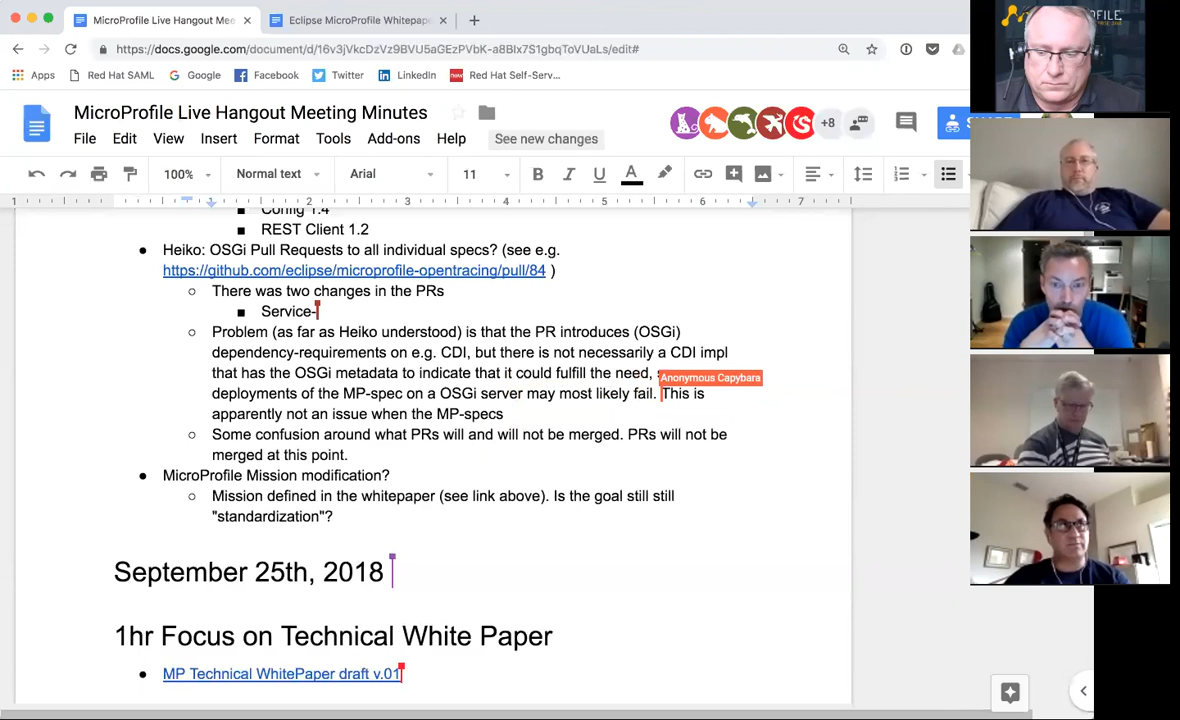 MicroProfile Live Hangout Mee
Eclipse MicroProfile Whitepape
https://docs.google.com/document/d/16v3jVkcDzVz9BVU5aGEzPVbK-a8BIx7S1gbqToVUaLs/edit#
Apps
Red Hat SAML
Google
Facebook
Twitter
LinkedIn
Red Hat Self-Serv...
MicroProfile Live Hangout Meeting Minutes
+8
File Edit View Insert Format Tools Add-ons Help See new changes
100% Normal text Arial 11 B I U A
1 1 2 3 4 5 6 7
Config 1.4
REST Client 1.2
Heiko: OSGi Pull Requests to all individual specs? (see e.g.
https://github.com/eclipse/microprofile-opentracing/pull/84 )
There was two changes in the PRs
Service-
Problem (as far as Heiko understood) is that the PR introduces (OSGi)
dependency-requirements on e.g. CDI, but there is not necessarily a CDI impl
that has the OSGi metadata to indicate that it could fulfill the need,
Anonymous Capybara
deployments of the MP-spec on a OSGi server may most likely fail. This is
apparently not an issue when the MP-specs
Some confusion around what PRs will and will not be merged. PRs will not be
merged at this point.
MicroProfile Mission modification?
Mission defined in the whitepaper (see link above). Is the goal still still
"standardization"?
September 25th, 2018
1hr Focus on Technical White Paper
MP Technical WhitePaper draft v.01